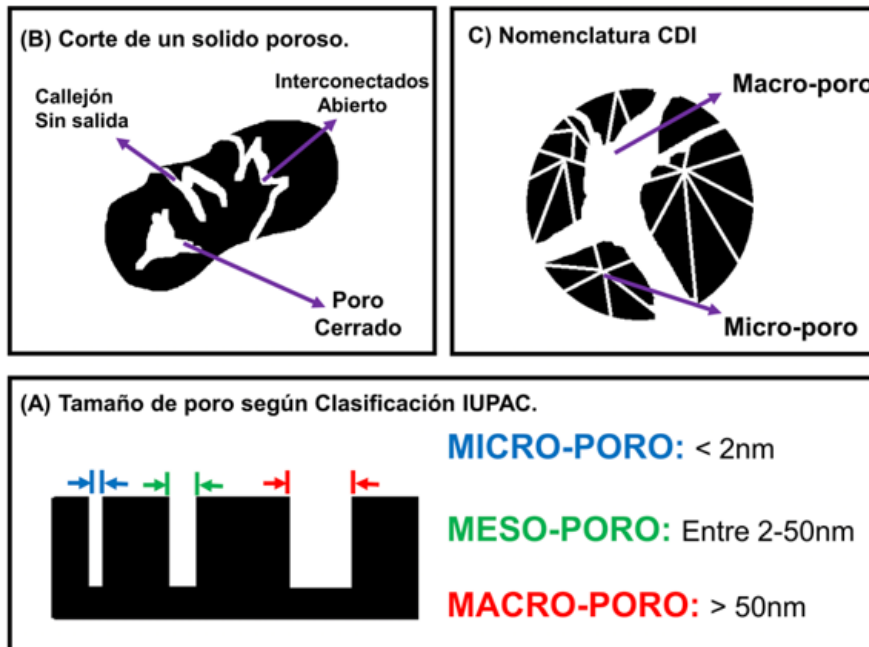 (B) Corte de un solido poroso.
Callejón
Sin salida
Interconectados
Abierto
Poro
Cerrado
C) Nomenclatura CDI
Macro-poro
Micro-poro
(A) Tamaño de poro según Clasificación IUPAC.
MICRO-PORO: < 2nm
MESO-PORO: Entre 2-50nm
MACRO-PORO: > 50nm